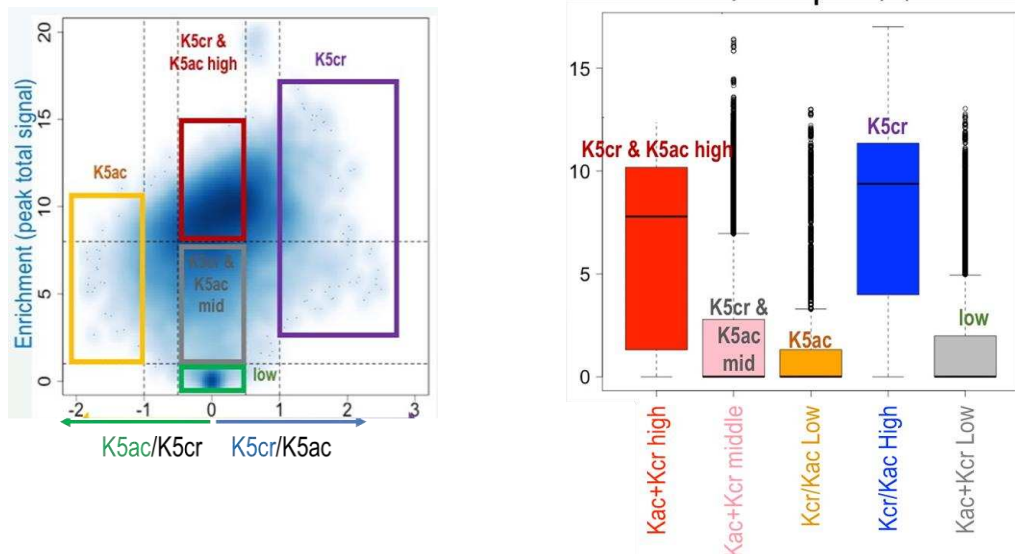 Enrichment (peak total signal)
20
15
10
5
0
K5cr &
K5ac high
K5cr
K5ac
K5cr &
K5ac
mid
low
-2
-1
0
1
2
3
K5ac/K5cr
K5cr/K5ac
15
10
5
0
K5cr & K5ac high
K5cr
K5cr &
K5ac
mid
K5ac
low
Kac+Kcr high
Kac+Kcr middle
Kcr/Kac Low
Kcr/Kac High
Kac+Kcr Low